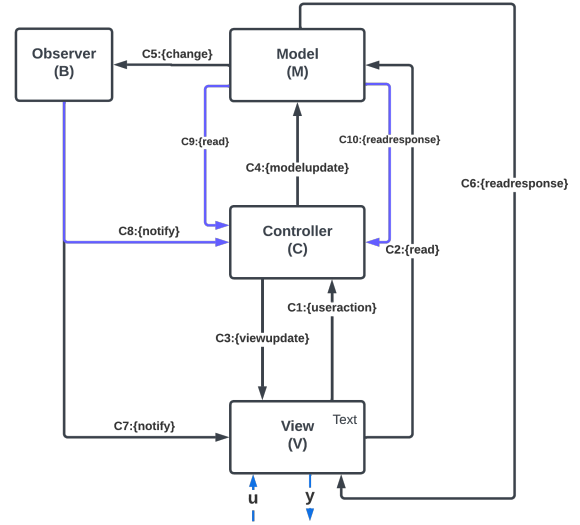 Observer
(B)
C5:{change}
Model
(M)
C9:{read}
C10:{readresponse}
C4:{modelupdate}
C6:{readresponse}
C8:{notify}
Controller
(C)
C2:{read}
C1:{useraction}
C3:{viewupdate}
C7:{notify}
View
(V)
Text
u
y